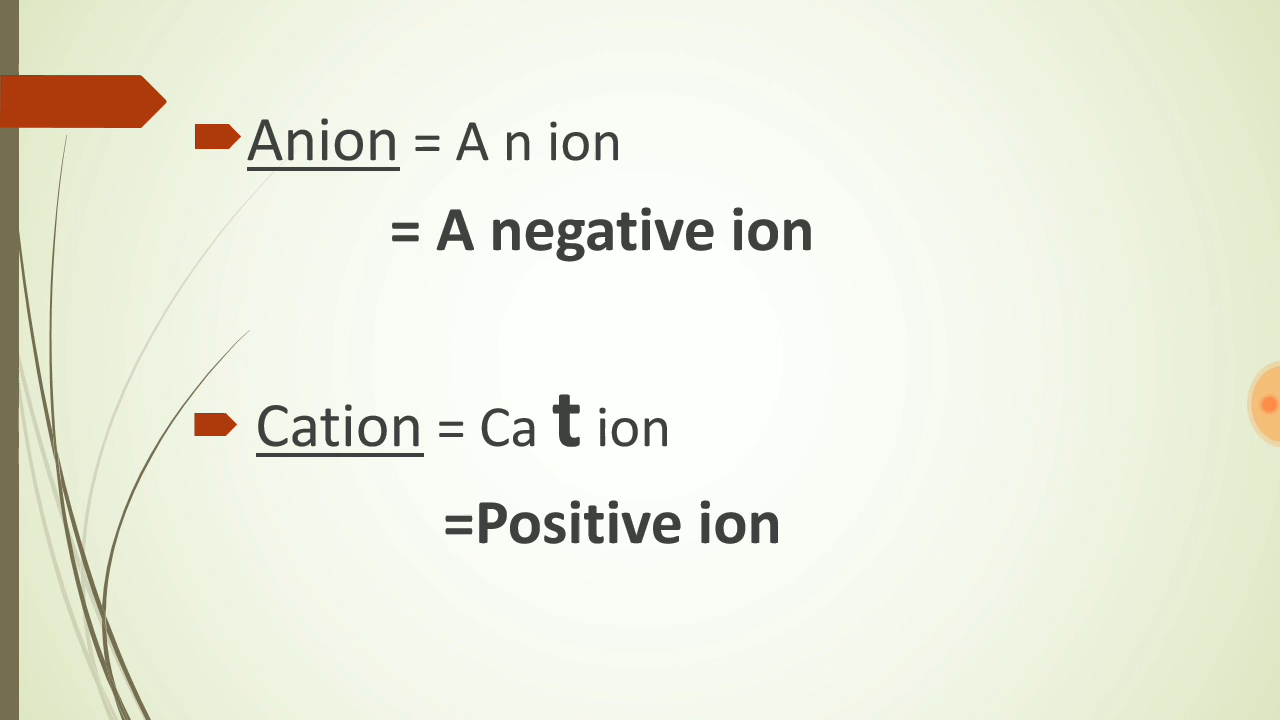 Anion = A n ion
= A negative ion
Cation = Ca t ion
=Positive ion